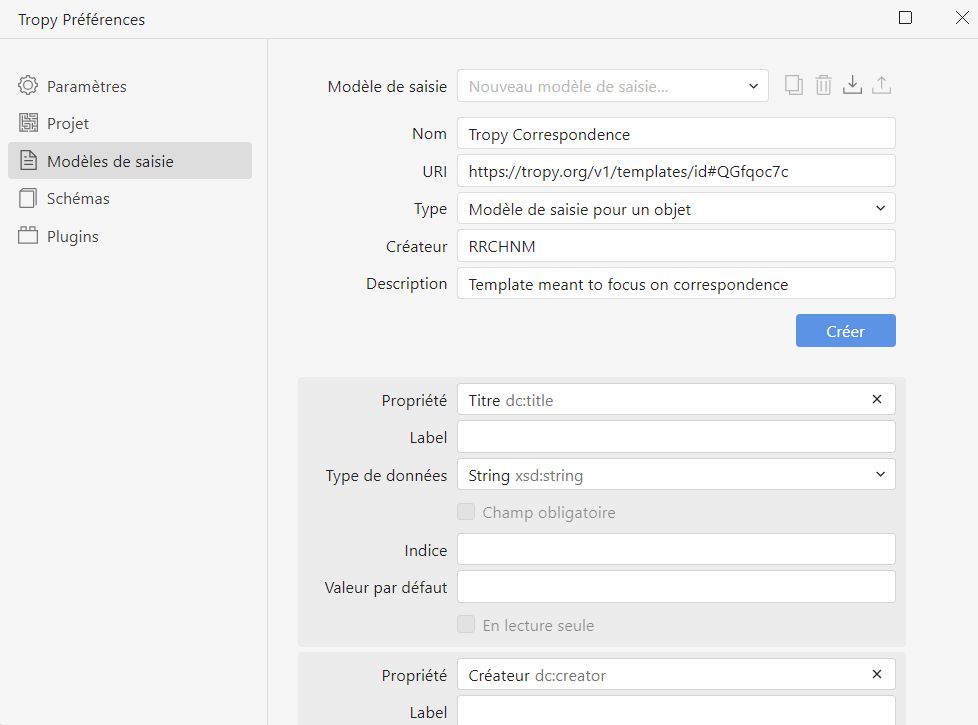 Tropy Préférences
Paramètres
Projet
Modèles de saisie
Schémas
Plugins
Modèle de saisie Nouveau modèle de saisie...
Nom Tropy Correspondence
URI https://tropy.org/v1/templates/id#QGfqoc7c
Type Modèle de saisie pour un objet
Créateur RRCHNM
Description Template meant to focus on correspondence
Créer
Propriété Titre dc:title
Label
Type de données String xsd:string
Champ obligatoire
Indice
Valeur par défaut
En lecture seule
Propriété Créateur dc:creator
Label